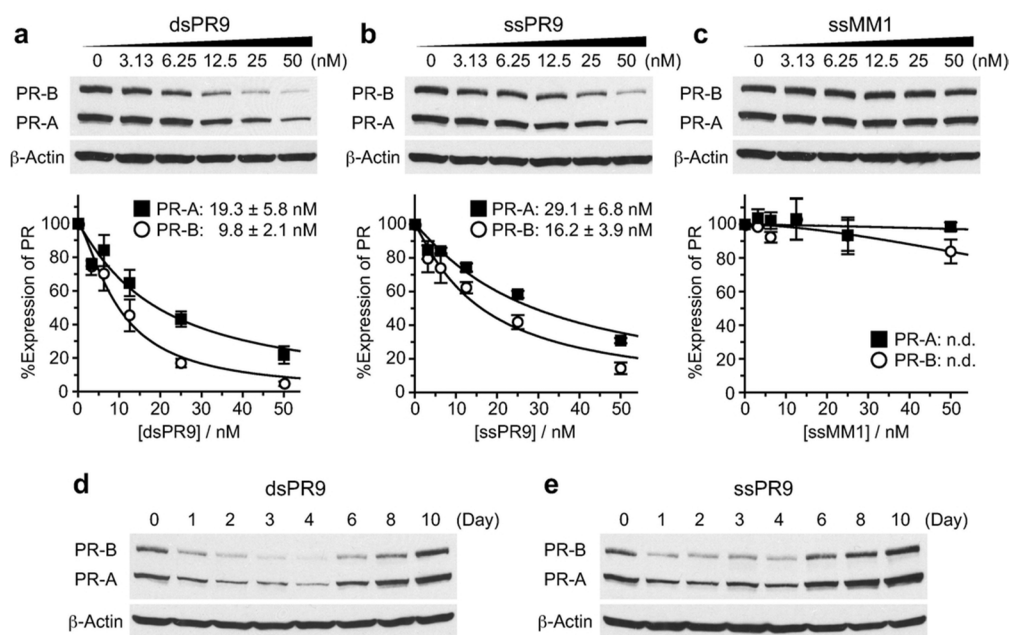 a
dsPR9
0 3.13 6.25 12.5 25 50 (nM)
PR-B
PR-A
β-Actin
%Expression of PR
100
80
60
40
20
0
PR-A: 19.3 ± 5.8 nM
PR-B: 9.8 ± 2.1 nM
0 10 20 30 40 50
[dsPR9] / nM
b
ssPR9
0 3.13 6.25 12.5 25 50 (nM)
PR-B
PR-A
β-Actin
%Expression of PR
100
80
60
40
20
0
PR-A: 29.1 ± 6.8 nM
PR-B: 16.2 ± 3.9 nM
0 10 20 30 40 50
[ssPR9] / nM
c
ssMM1
0 3.13 6.25 12.5 25 50 (nM)
PR-B
PR-A
β-Actin
%Expression of PR
100
80
60
40
20
0
PR-A: n.d.
PR-B: n.d.
0 10 20 30 40 50
[ssMM1] / nM
d
dsPR9
0 1 2 3 4 6 8 10 (Day)
PR-B
PR-A
β-Actin
e
ssPR9
0 1 2 3 4 6 8 10 (Day)
PR-B
PR-A
β-Actin